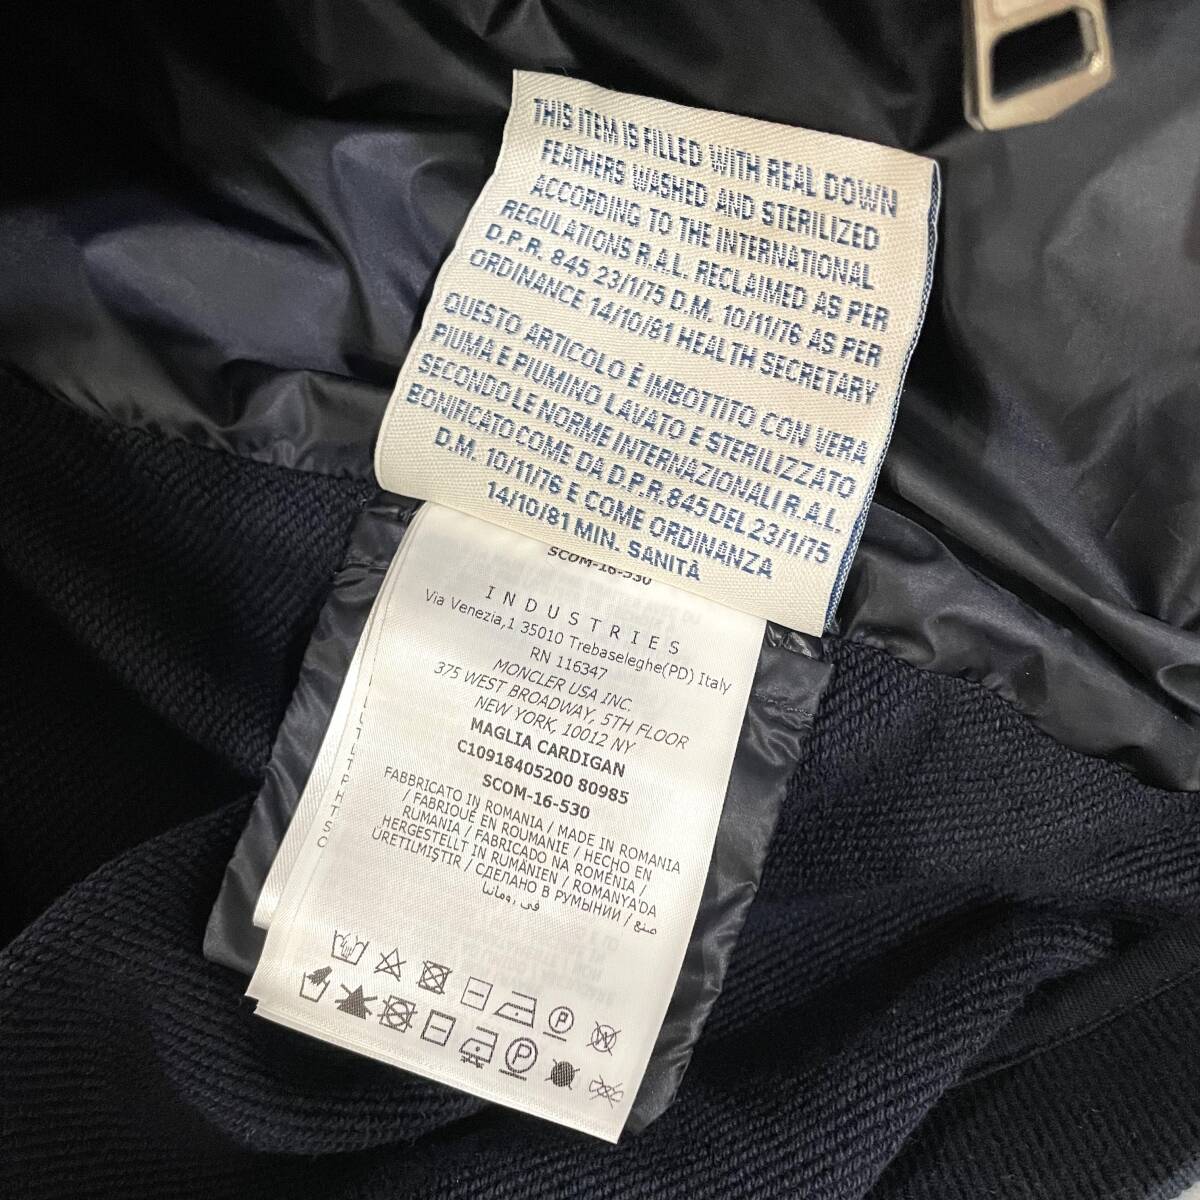 THIS ITEM IS FILLED WITH REAL DOWN
FEATHERS WASHED AND STERILIZED
ACCORDING TO THE INTERNATIONAL
REGULATIONS R.A.L. RECLAIMED AS PER
D.P.R. 845 23/1/75 D.M. 10/11/76 AS PER
ORDINANCE 14/10/81 HEALTH SECRETARY
QUESTO ARTICOLO È IMBOTTITO CON VERA
PIUMA E PIUMINO LAVATO E STERILIZZATO
SECONDO LE NORME INTERNAZIONALI R.A.L.
BONIFICATO COME DA D.P.R. 845 DEL 23/1/75
D.M. 10/11/76 E COME ORDINANZA
14/10/81 MIN. SANITÀ
SCOM-16-530
INDUSTRIES
Via Venezia,1 35010 Trebaseleghe(PD) Italy
RN 116347
MONCLER USA INC.
375 WEST BROADWAY, 5TH FLOOR
NEW YORK, 10012 NY
MAGLIA CARDIGAN
C10918405200 80985
SCOM-16-530
FABBRICATO IN ROMANIA / MADE IN ROMANIA
/ FABRIQUÉ EN ROUMANIE / HECHO EN
RUMANIA / FABRICADO NA ROMÉNIA /
HERGESTELLT IN RUMÄNIEN / ROMANYA'DA
ÜRETILMIŞTIR / СДЕЛАНО В РУМЫНИИ / صنع
في رومانيا
P
W
P